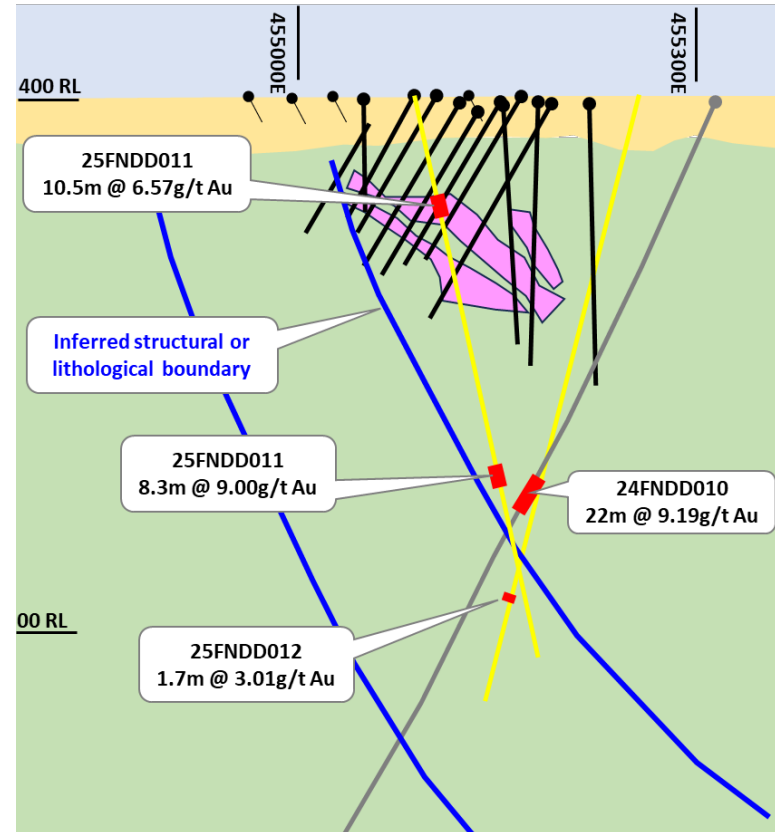 455000E
455300E
400 RL
25FNDD011
10.5m @ 6.57g/t Au
Inferred structural or
lithological boundary
25FNDD011
8.3m @ 9.00g/t Au
24FNDD010
22m @ 9.19g/t Au
00 RL
25FNDD012
1.7m @ 3.01g/t Au